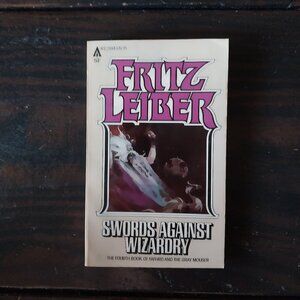 FRITZ
LEIBER
SWORDS AGAINST
WIZARDRY
THE FOURTH BOOK OF FAFHRD AND THE GRAY MOUSER